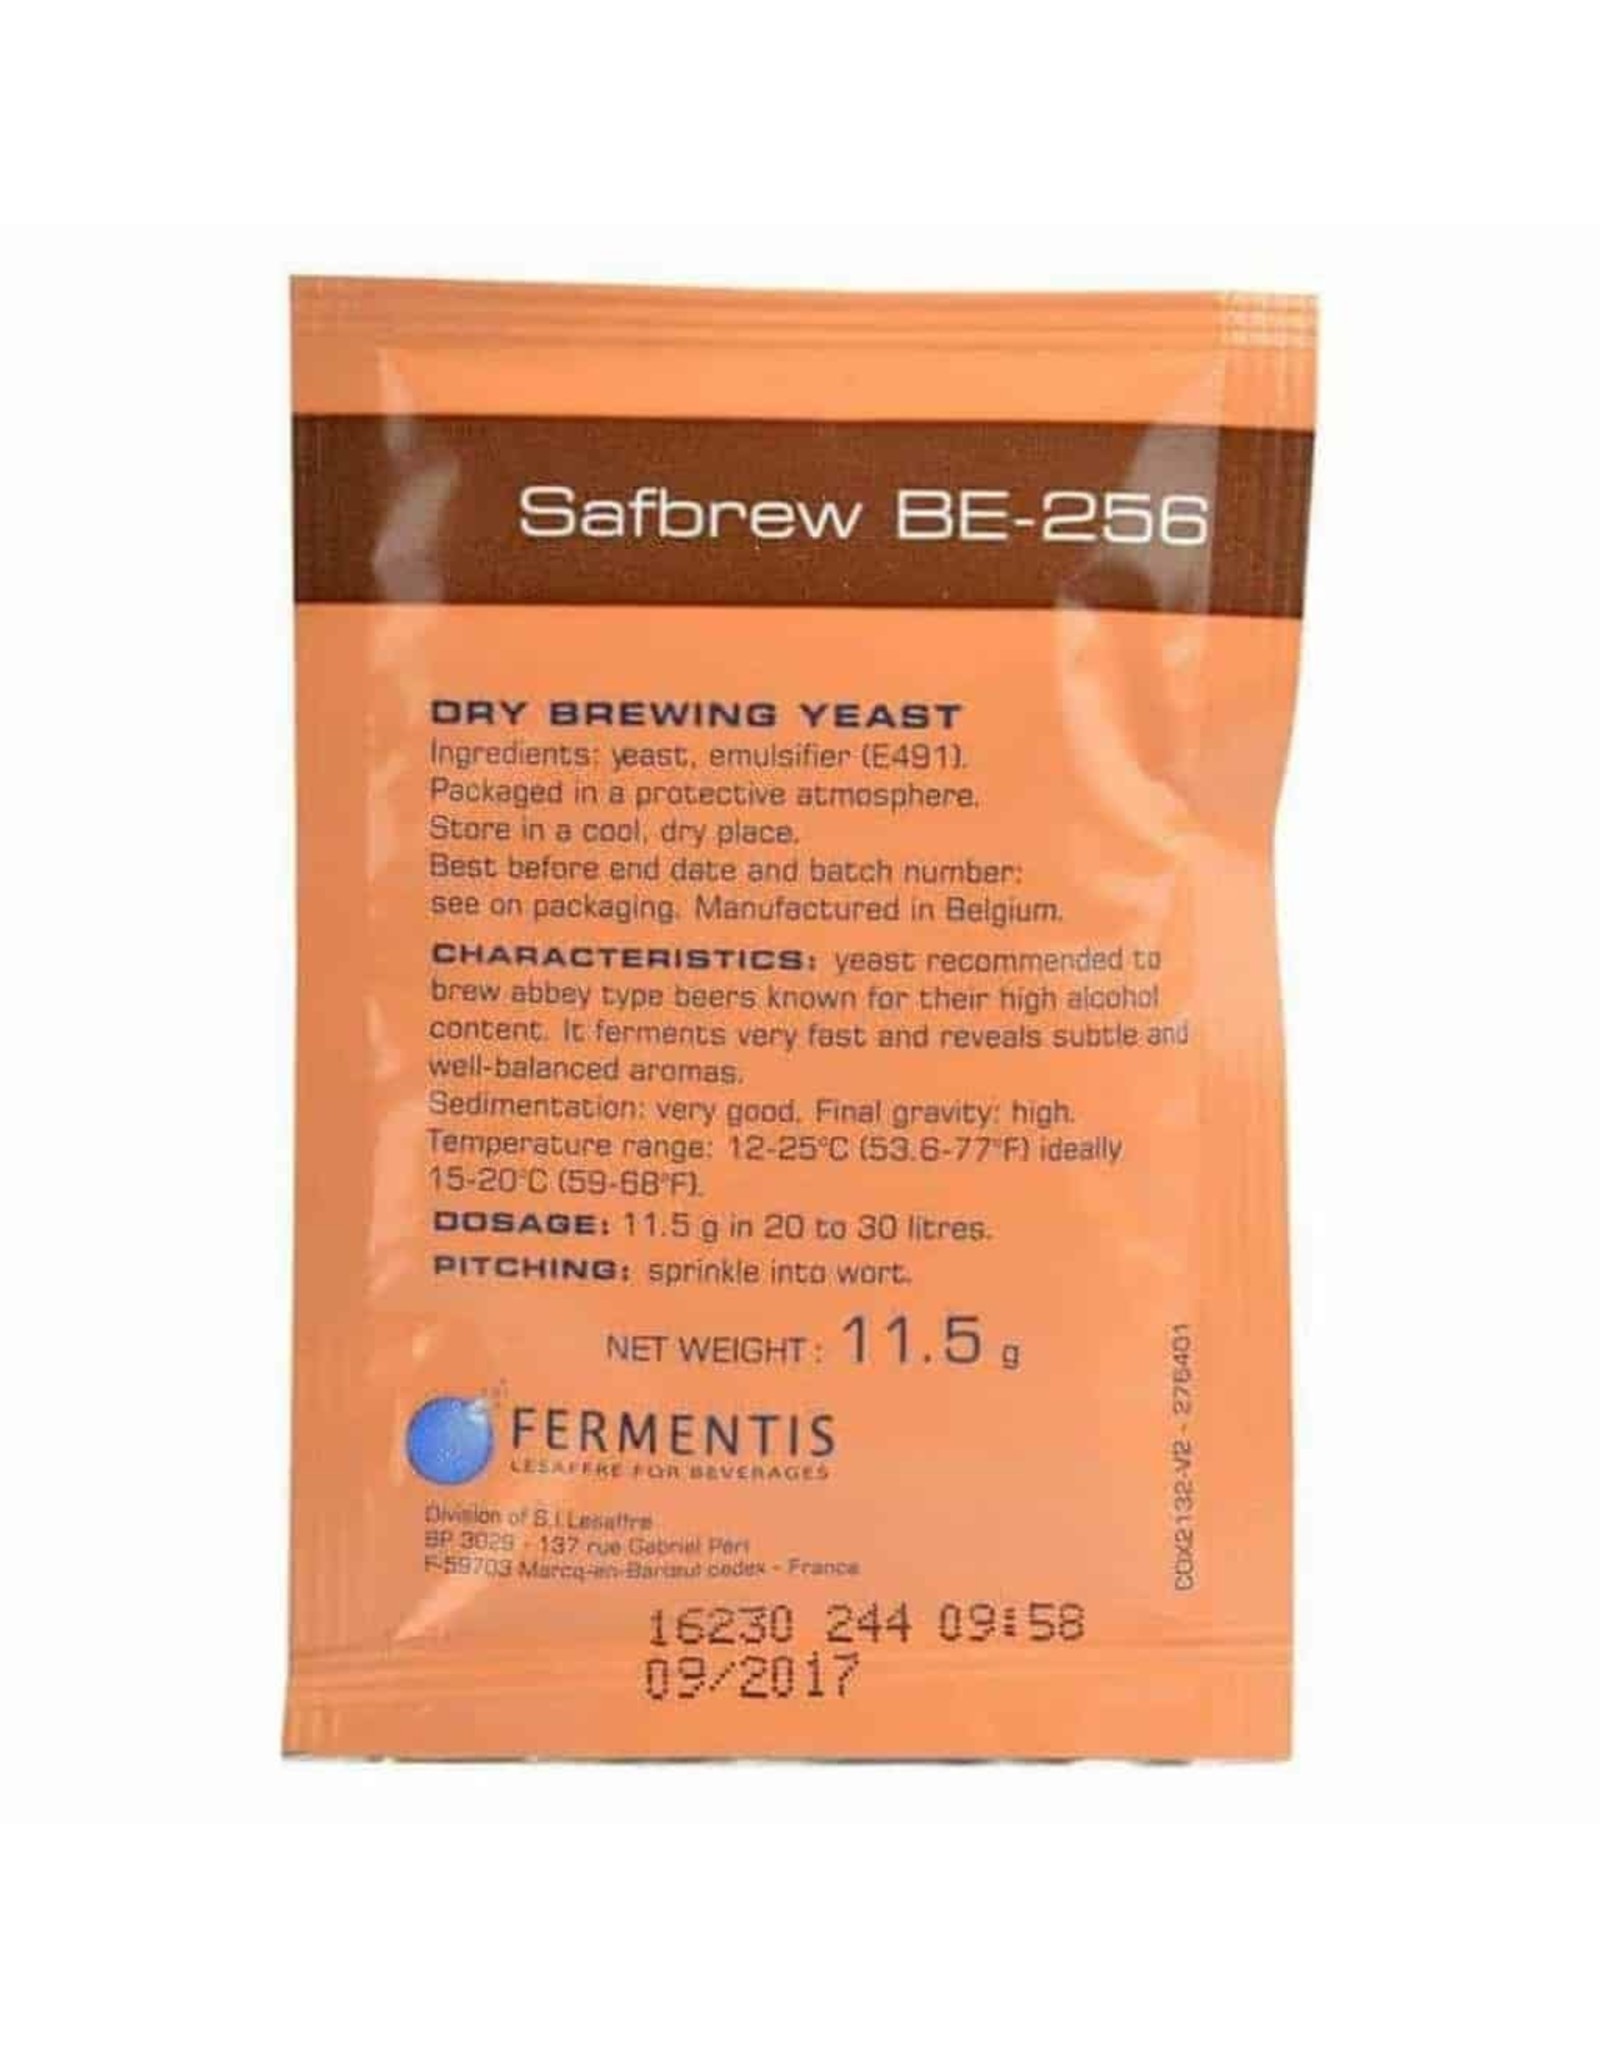 Safbrew BE-256
DRY BREWING YEAST
Ingredients: yeast, emulsifier (E491).
Packaged in a protective atmosphere.
Store in a cool, dry place.
Best before end date and batch number:
see on packaging. Manufactured in Belgium.
CHARACTERISTICS: yeast recommended to
brew abbey type beers known for their high alcohol
content. It ferments very fast and reveals subtle and
well-balanced aromas.
Sedimentation: very good. Final gravity: high.
Temperature range: 12-25°C (53.6-77°F) ideally
15-20°C (59-68°F).
DOSAGE: 11.5 g in 20 to 30 litres.
PITCHING: sprinkle into wort.
NET WEIGHT: 11.5 g
FERMENTIS
LESAFFRE FOR BEVERAGES
Division of S.I.Lesaffre
BP 3029 - 137 rue Gabriel Péri
F-59703 Marcq-en-Barœul cedex - France
COX2132-V2 - 276401
16230 244 09:58
09/2017